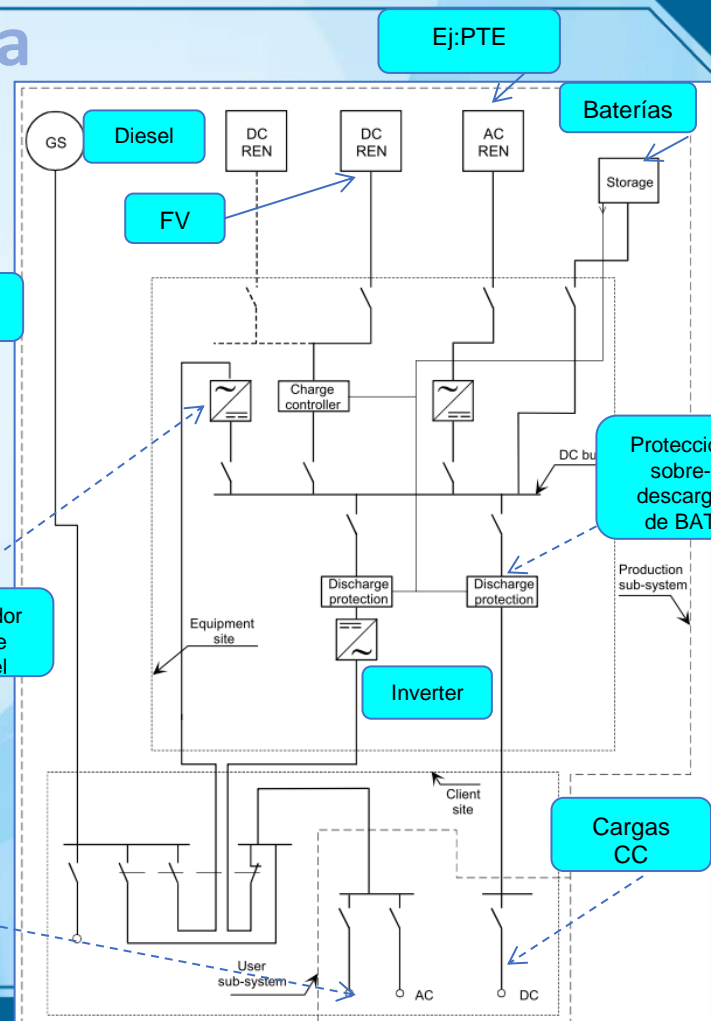 a
Ej:PTE
Baterías
GS
Diesel
DC
REN
DC
REN
AC
REN
Storage
FV
Charge
controller
DC bu
Protecció
sobre-
descarg
de BAT
Discharge
protection
Discharge
protection
Production
sub-system
Equipment
site
dor
e
el
Inverter
Client
site
Cargas
CC
User
sub-system
AC
DC